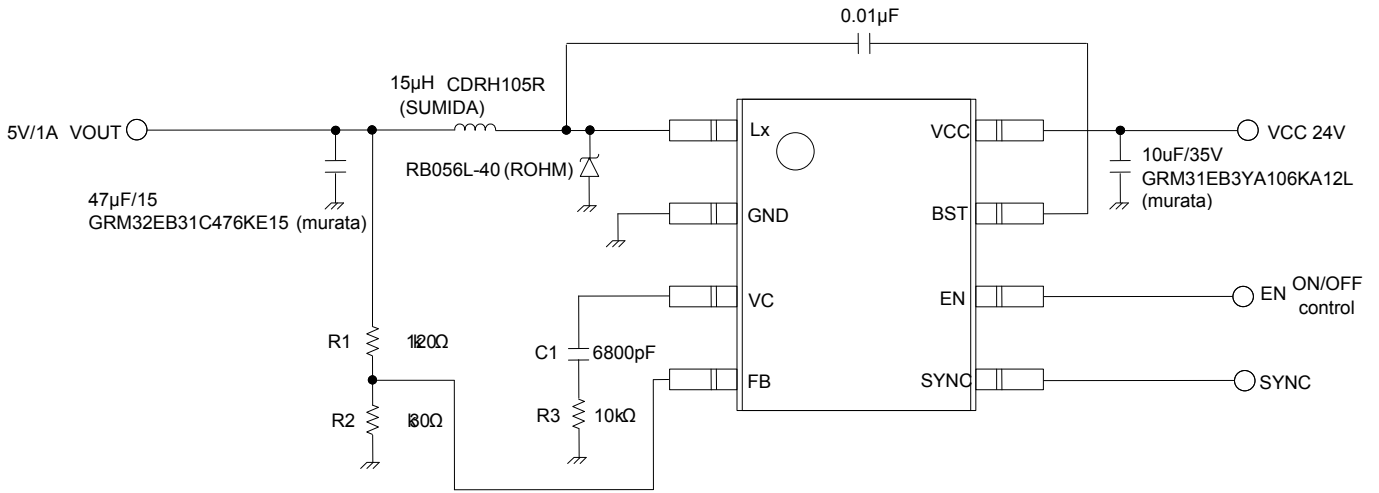 0.01µF
15µH CDRH105R
(SUMIDA)
5V/1A VOUT
Lx
VCC
VCC 24V
RB056L-40 (ROHM)
10uF/35V
GRM31EB3YA106KA12L
(murata)
47µF/15
GRM32EB31C476KE15 (murata)
GND
BST
VC
EN
EN ON/OFF
control
R1
C1 6800pF
FB
SYNC
SYNC
R2
R3 10kΩ